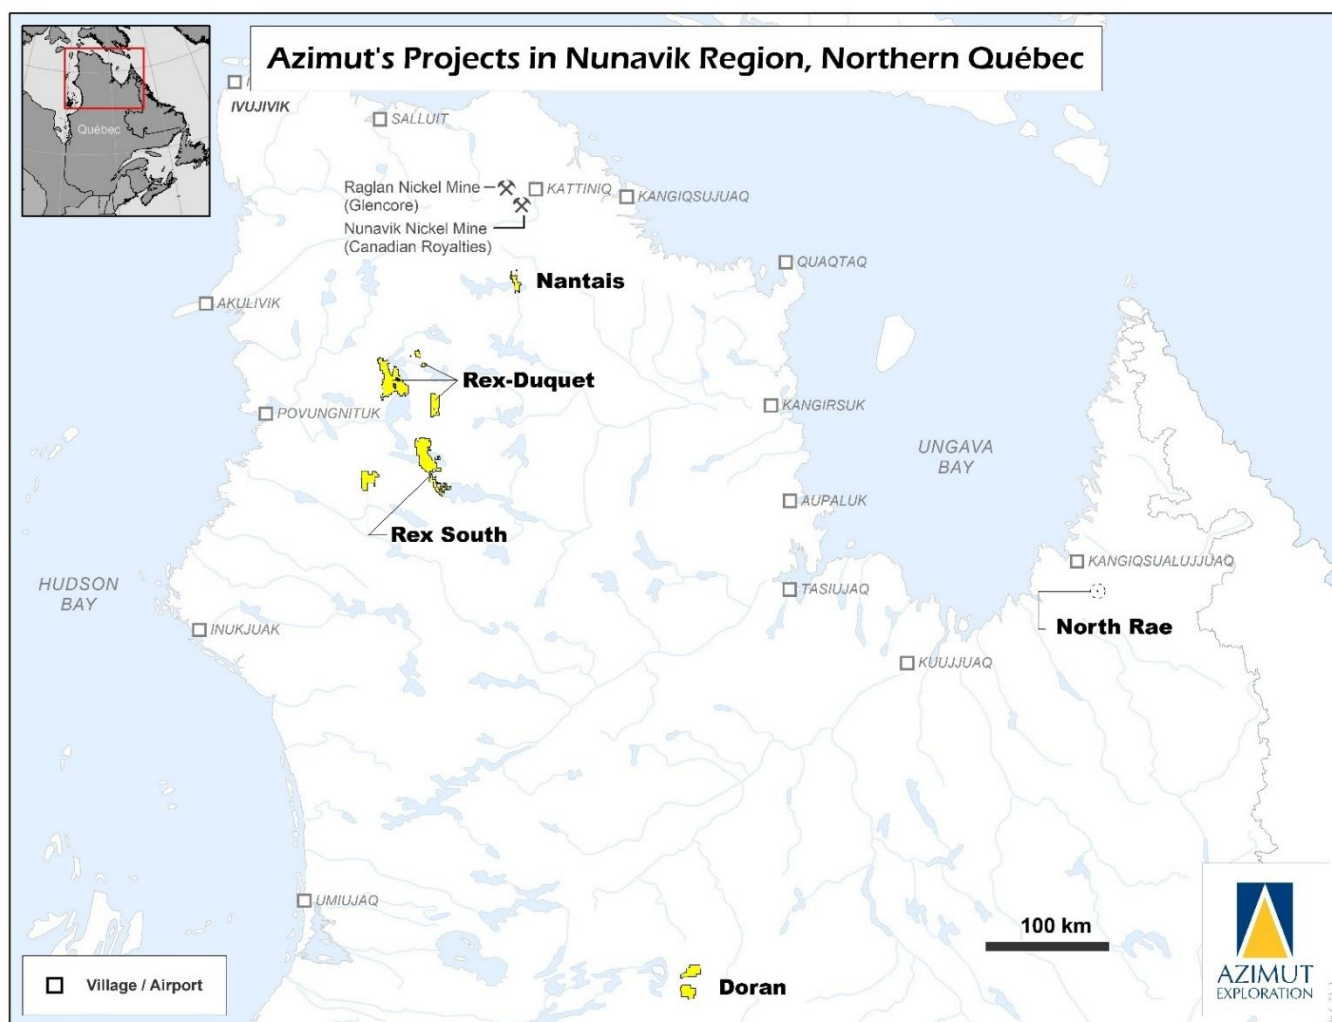 Azimut's Projects in Nunavik Region, Northern Québec
Québec
IVUJIVIK
SALLUIT
Raglan Nickel Mine
(Glencore)
KATTINIQ
KANGIQSUJUAQ
Nunavik Nickel Mine
(Canadian Royalties)
QUAQTAQ
Nantais
AKULIVIK
Rex-Duquet
POVUNGNITUK
KANGIRSUK
UNGAVA
BAY
AUPALUK
Rex South
KANGIQSUALUJJUAQ
HUDSON
BAY
TASIUJAQ
INUKJUAK
North Rae
KUUJJUAQ
UMIUJAQ
100 km
Village / Airport
Doran
AZIMUT
EXPLORATION